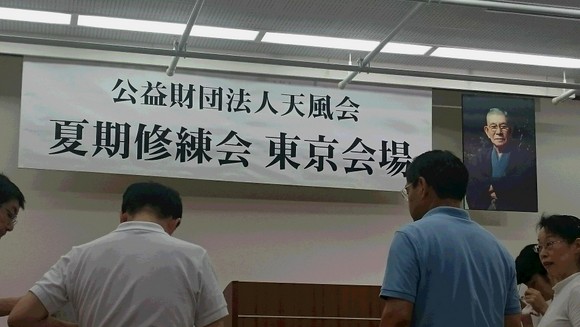 公益財団法人天風会
夏期修練会 東京会場